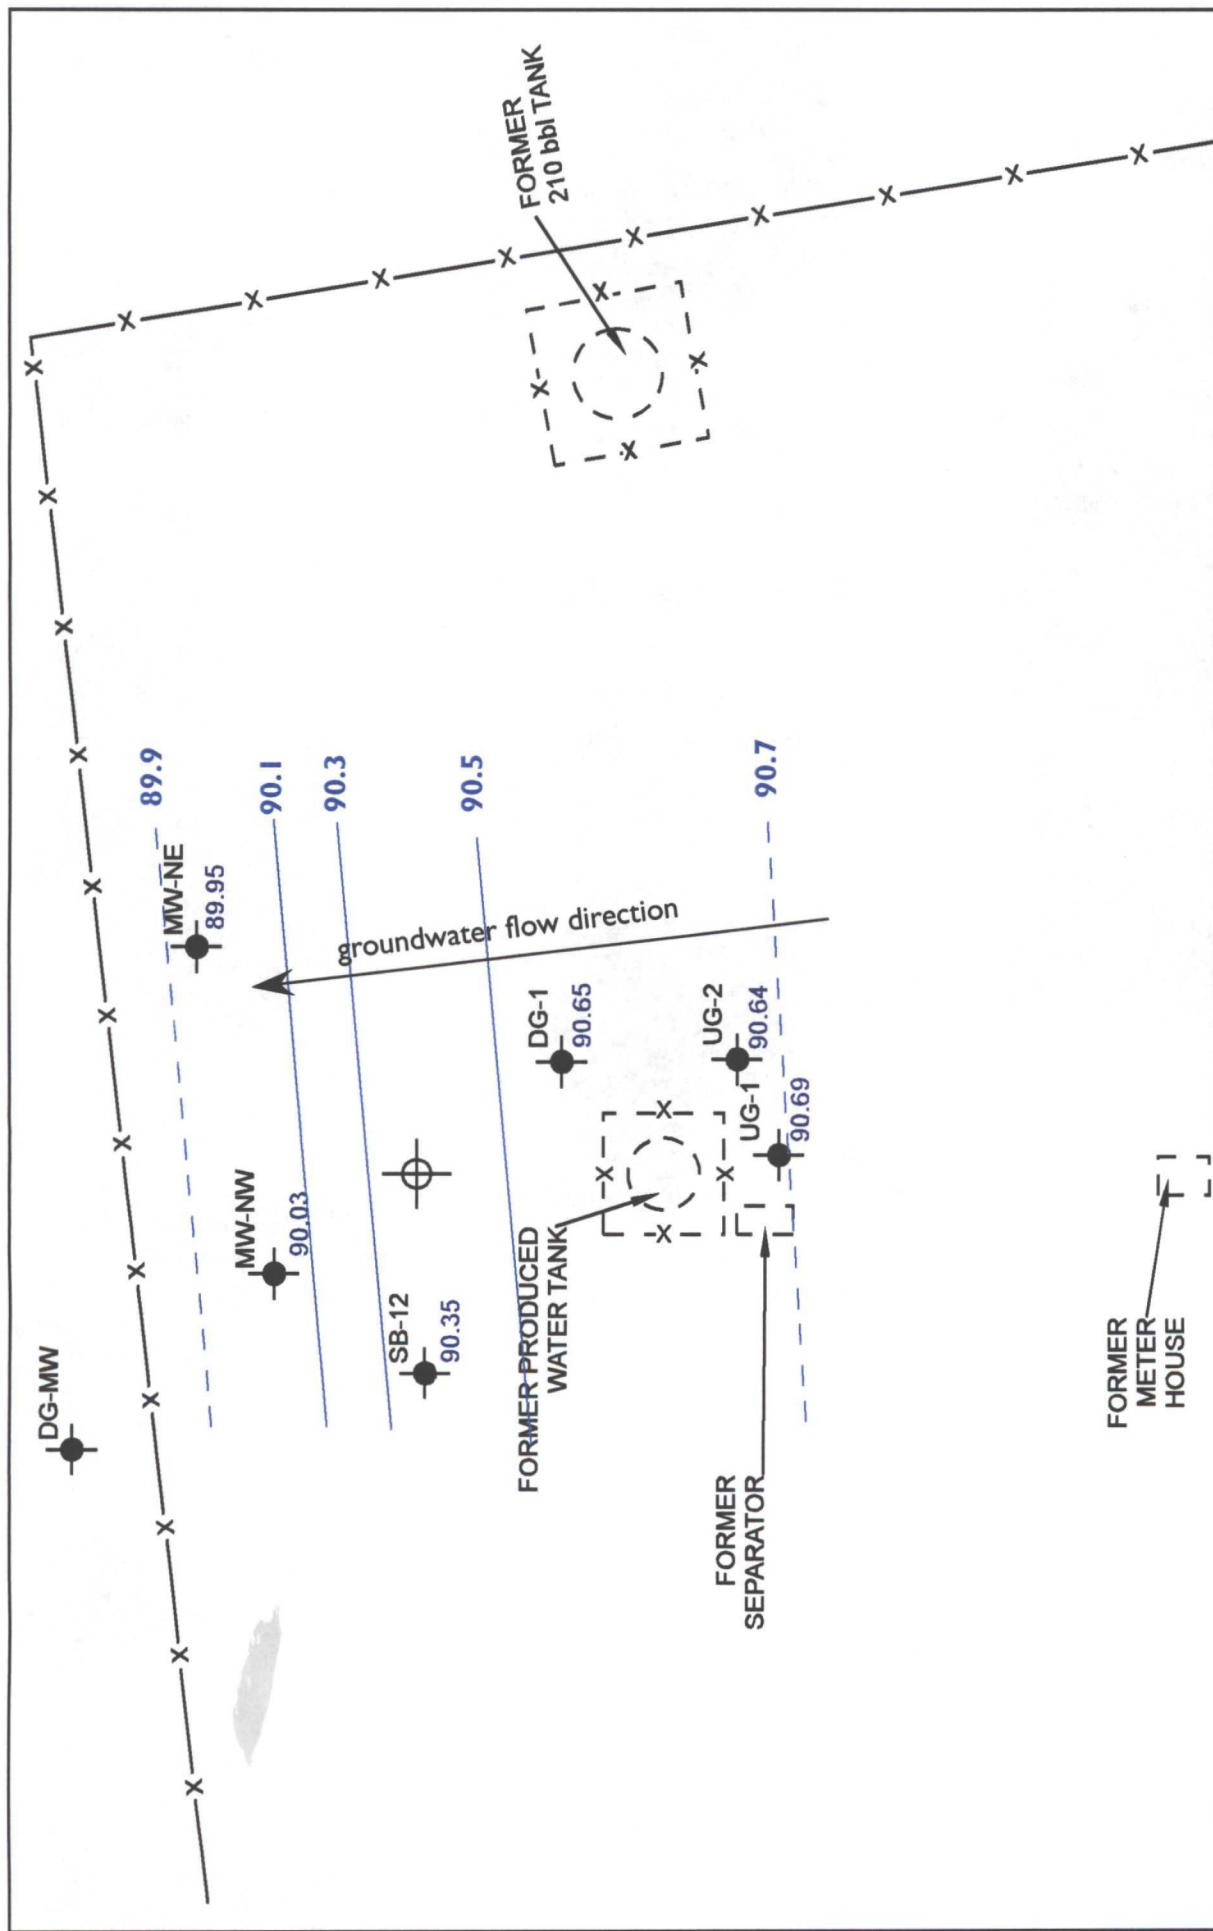 FORMER
210 bbl TANK
89.9
90.1
90.3
90.5
90.7
MW-NE
89.95
groundwater flow direction
DG-1
90.65
UG-2
90.64
UG-1
90.69
MW-NW
90.03
SB-12
90.35
DG-MW
FORMER PRODUCED
WATER TANK
FORMER
SEPARATOR
FORMER
METER
HOUSE